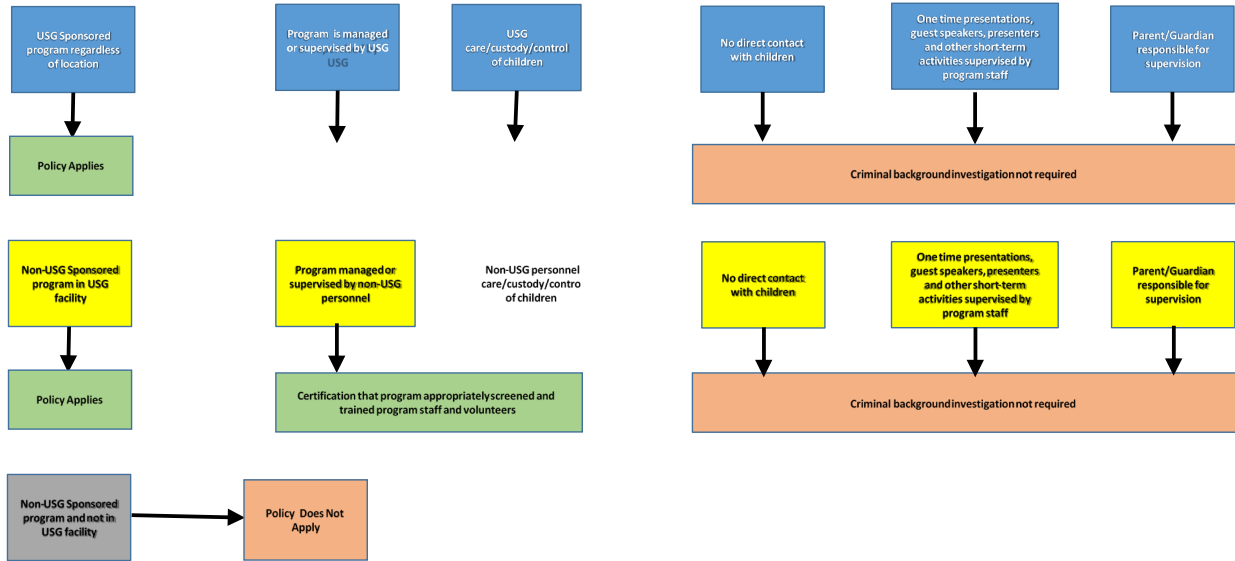 USG Sponsored
program regardless
of location
Program is managed
or supervised by USG
USG
USG
care/custody/control
of children
No direct contact
with children
One time presentations,
guest speakers, presenters
and other short-term
activities supervised by
program staff
Parent/Guardian
responsible for
supervision
Policy Applies
Criminal background investigation not required
Non-USG Sponsored
program in USG
facility
Program managed or
supervised by non-USG
personnel
Non-USG personnel
care/custody/contro
of children
No direct contact
with children
One time presentations,
guest speakers, presenters
and other short-term
activities supervised by
program staff
Parent/Guardian
responsible for
supervision
Policy Applies
Certification that program appropriately screened and
trained program staff and volunteers
Criminal background investigation not required
Non-USG Sponsored
program and not in
USG facility
Policy Does Not
Apply